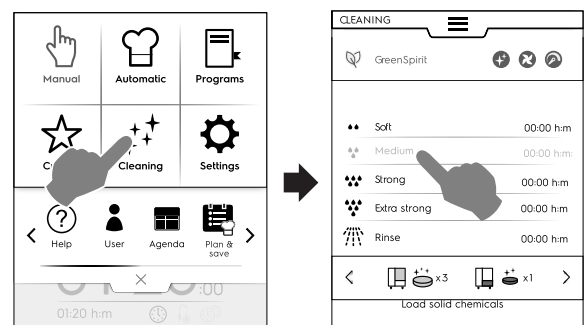 Manual
Automatic
Programs
Cleaning
Settings
Help
User
Agenda
Plan &
save
:00
01:20 h:m
CLEANING
GreenSpirit
Soft 00:00 h:m
Medium 00:00 h:m
Strong 00:00 h:m
Extra strong 00:00 h:m
Rinse 00:00 h:m
x3
x1
Load solid chemicals